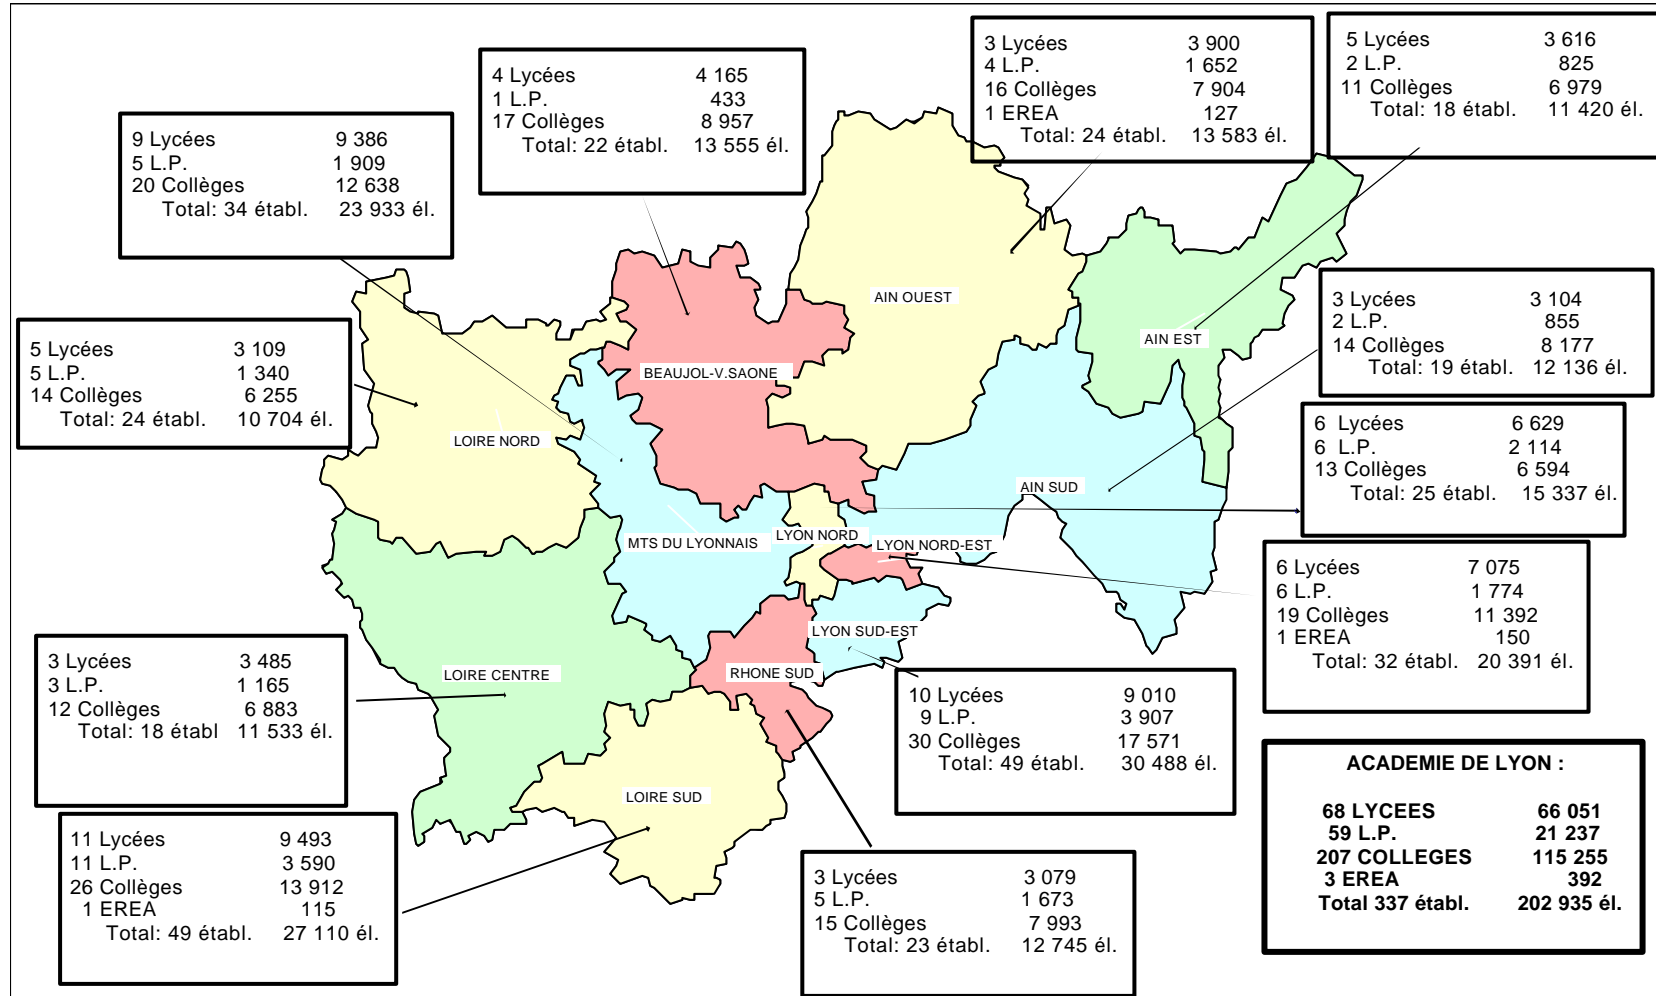 3 Lycées 3 900
4 L.P. 1 652
16 Collèges 7 904
1 EREA 127
Total: 24 établ. 13 583 él.
5 Lycées 3 616
2 L.P. 825
11 Collèges 6 979
Total: 18 établ. 11 420 él.
4 Lycées 4 165
1 L.P. 433
17 Collèges 8 957
Total: 22 établ. 13 555 él.
9 Lycées 9 386
5 L.P. 1 909
20 Collèges 12 638
Total: 34 établ. 23 933 él.
AIN OUEST
AIN EST
BEAUJOL-V.SAONE
3 Lycées 3 104
2 L.P. 855
14 Collèges 8 177
Total: 19 établ. 12 136 él.
5 Lycées 3 109
5 L.P. 1 340
14 Collèges 6 255
Total: 24 établ. 10 704 él.
LOIRE NORD
6 Lycées 6 629
6 L.P. 2 114
13 Collèges 6 594
Total: 25 établ. 15 337 él.
AIN SUD
MTS DU LYONNAIS
LYON NORD
LYON NORD-EST
6 Lycées 7 075
6 L.P. 1 774
19 Collèges 11 392
1 EREA 150
Total: 32 établ. 20 391 él.
LYON SUD-EST
RHONE SUD
LOIRE CENTRE
3 Lycées 3 485
3 L.P. 1 165
12 Collèges 6 883
Total: 18 établ 11 533 él.
10 Lycées 9 010
9 L.P. 3 907
30 Collèges 17 571
Total: 49 établ. 30 488 él.
LOIRE SUD
ACADEMIE DE LYON :
68 LYCEES 66 051
59 L.P. 21 237
207 COLLEGES 115 255
3 EREA 392
Total 337 établ. 202 935 él.
11 Lycées 9 493
11 L.P. 3 590
26 Collèges 13 912
1 EREA 115
Total: 49 établ. 27 110 él.
3 Lycées 3 079
5 L.P. 1 673
15 Collèges 7 993
Total: 23 établ. 12 745 él.